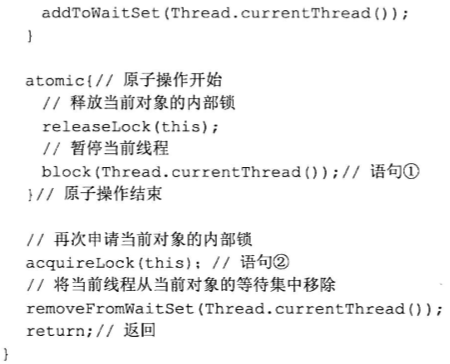 addToWaitSet(Thread.currentThread());
}
atomic{// 原子操作开始
// 释放当前对象的内部锁
releaseLock(this);
// 暂停当前线程
block(Thread.currentThread());// 语句①
}// 原子操作结束
// 再次申请当前对象的内部锁
acquireLock(this); // 语句②
// 将当前线程从当前对象的等待集中移除
removeFromWaitSet(Thread.currentThread());
return;// 返回
}